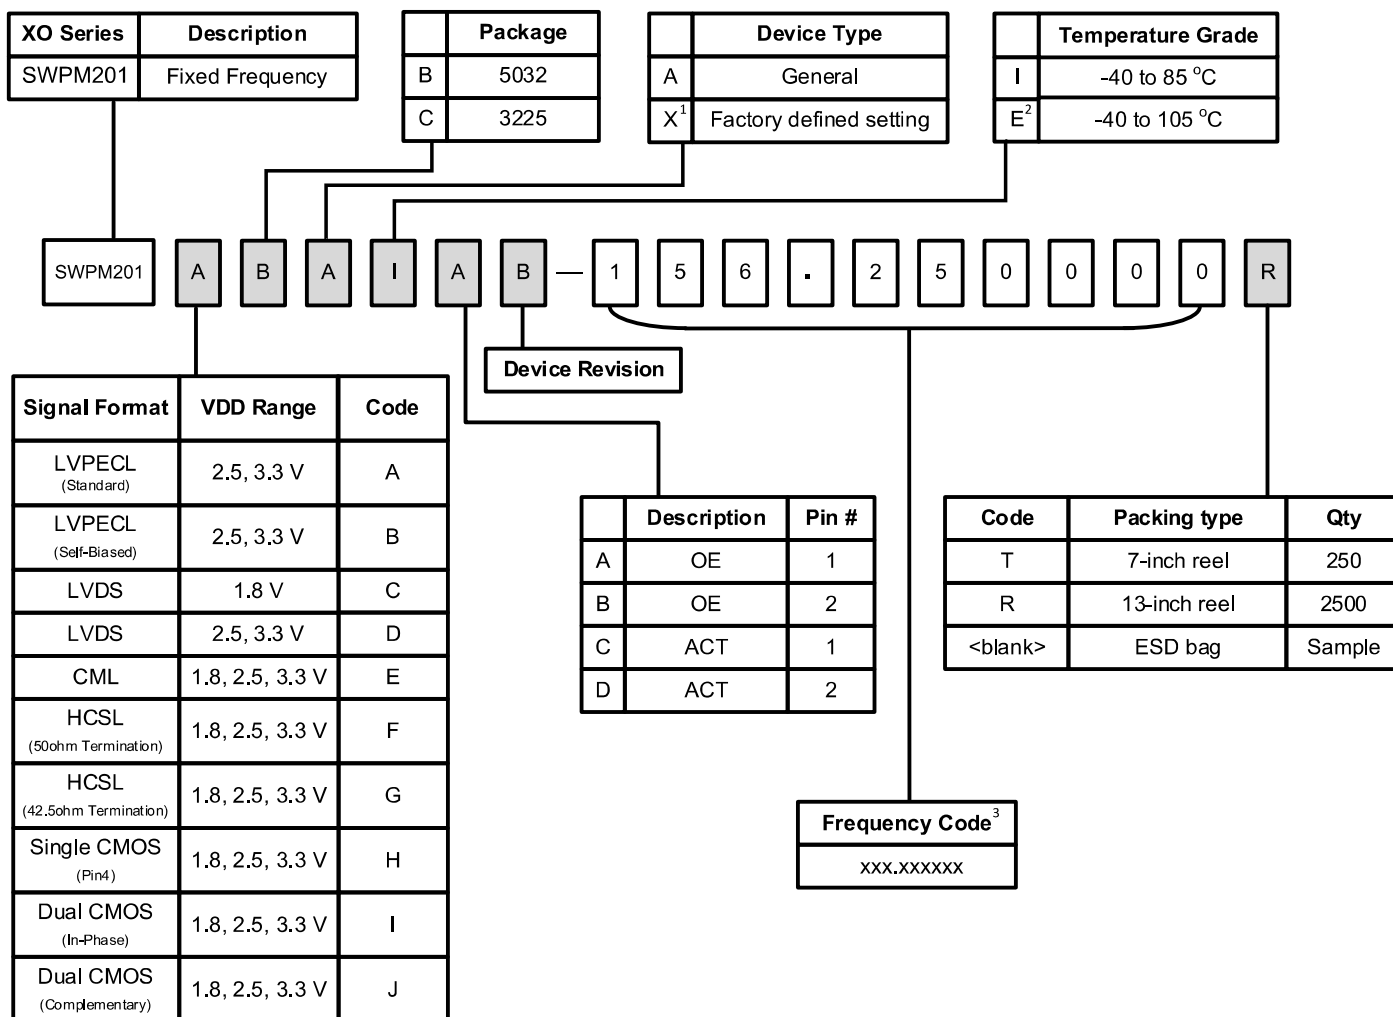 XO Series Description
SWPM201 Fixed Frequency
Package
B 5032
C 3225
Device Type
A General
X1 Factory defined setting
Temperature Grade
I -40 to 85 oC
E2 -40 to 105 oC
SWPM201 A B A I A B — 1 5 6 . 2 5 0 0 0 0 R
Device Revision
Signal Format VDD Range Code
LVPECL (Standard) 2.5, 3.3 V A
LVPECL (Self-Biased) 2.5, 3.3 V B
LVDS 1.8 V C
LVDS 2.5, 3.3 V D
CML 1.8, 2.5, 3.3 V E
HCSL (50ohm Termination) 1.8, 2.5, 3.3 V F
HCSL (42.5ohm Termination) 1.8, 2.5, 3.3 V G
Single CMOS (Pin4) 1.8, 2.5, 3.3 V H
Dual CMOS (In-Phase) 1.8, 2.5, 3.3 V I
Dual CMOS (Complementary) 1.8, 2.5, 3.3 V J
Description Pin #
A OE 1
B OE 2
C ACT 1
D ACT 2
Code Packing type Qty
T 7-inch reel 250
R 13-inch reel 2500
<blank> ESD bag Sample
Frequency Code3
xxx.xxxxxx